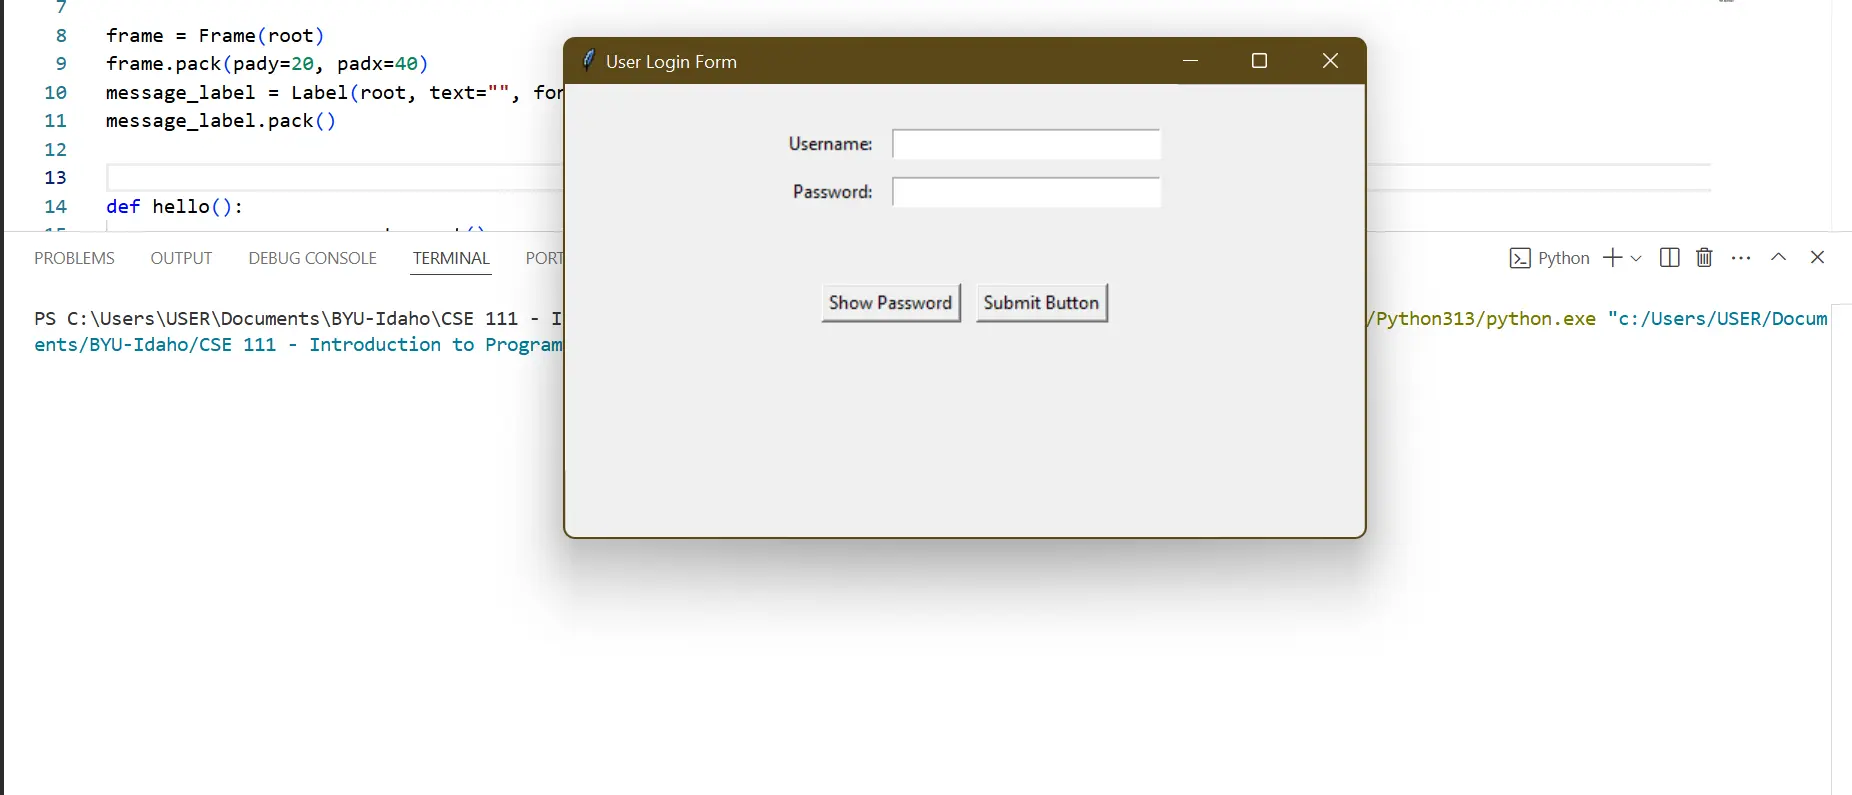 7
8 frame = Frame(root)
9 frame.pack(pady=20, padx=40)
10 message_label = Label(root, text="", for
11 message_label.pack()
12
13
14 def hello():
User Login Form
Username:
Password:
Show Password Submit Button
PROBLEMS OUTPUT DEBUG CONSOLE TERMINAL PORT
Python
PS C:\Users\USER\Documents\BYU-Idaho\CSE 111 - I /Python313/python.exe "c:/Users/USER/Docum
ents/BYU-Idaho/CSE 111 - Introduction to Program